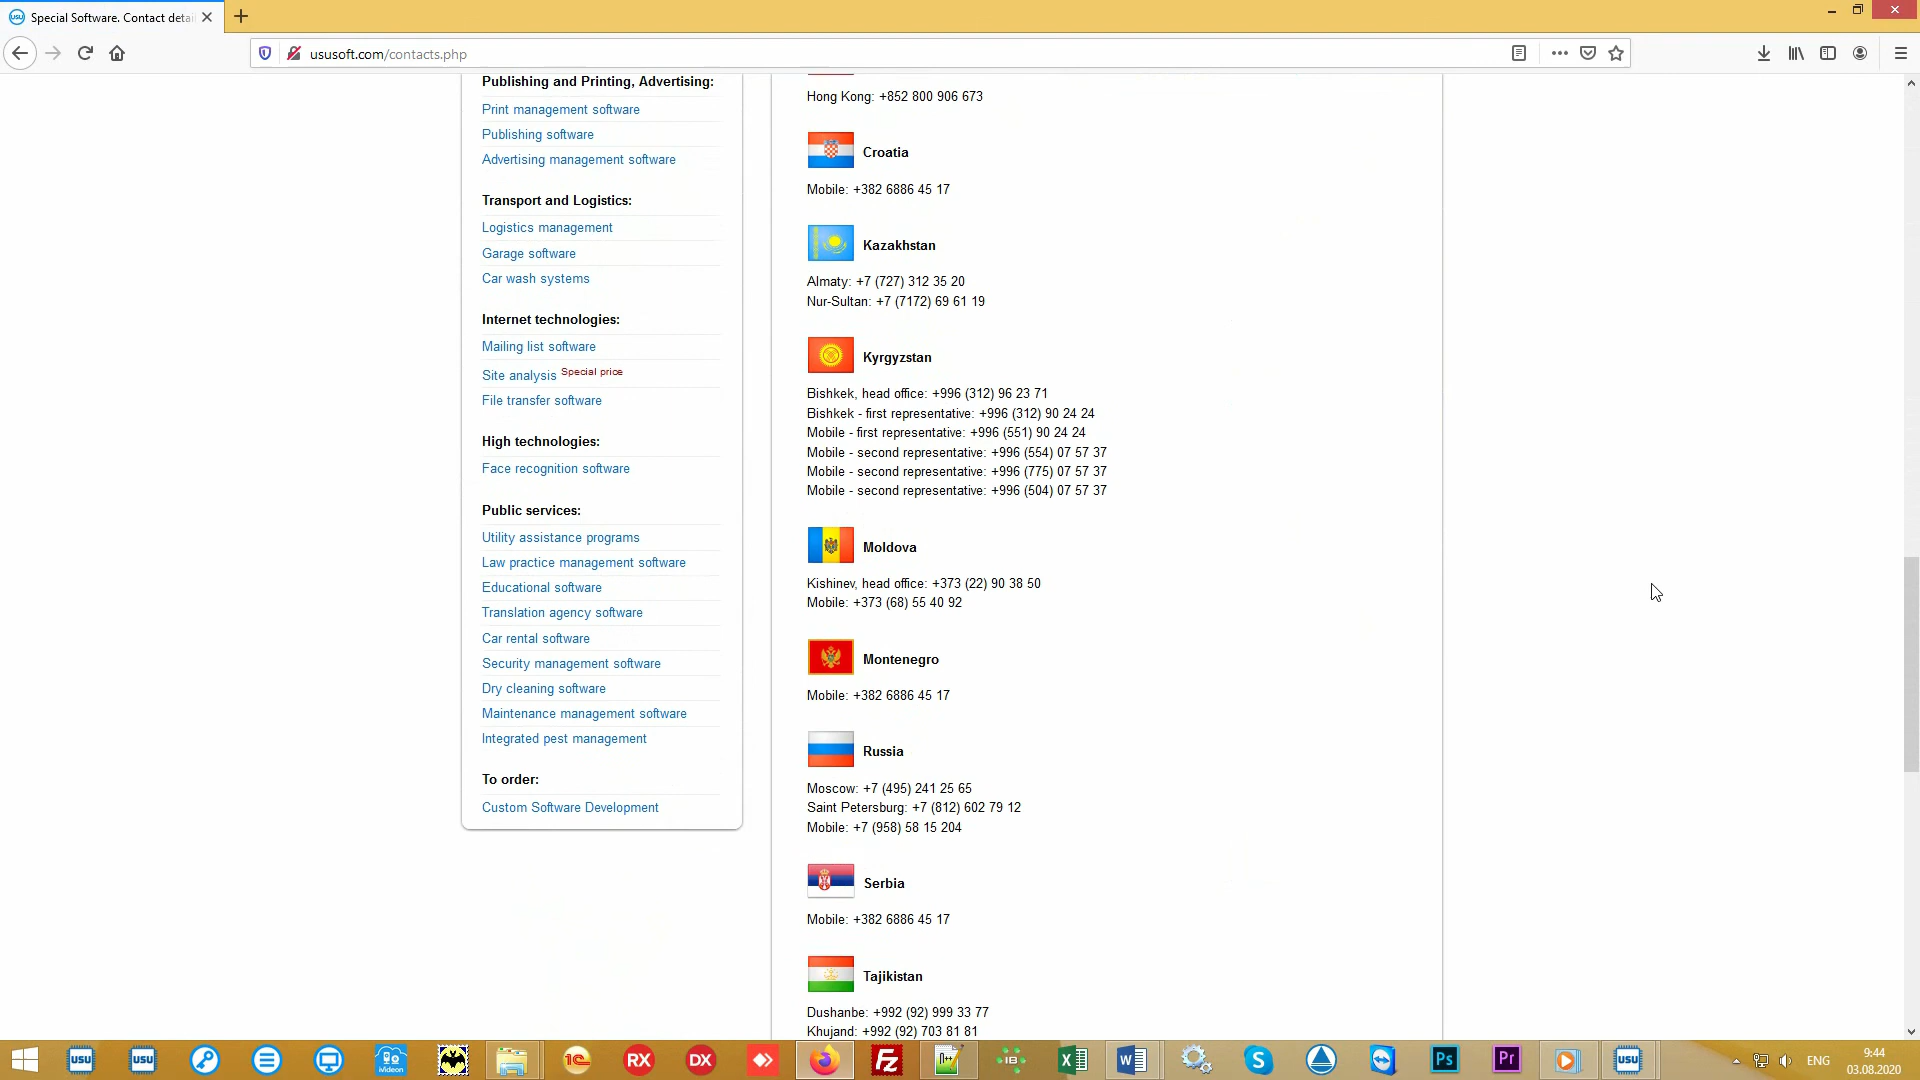 Special Software. Contact detai
ususoft.com/contacts.php
Publishing and Printing, Advertising:
Print management software
Publishing software
Advertising management software
Transport and Logistics:
Logistics management
Garage software
Car wash systems
Internet technologies:
Mailing list software
Site analysis Special price
File transfer software
High technologies:
Face recognition software
Public services:
Utility assistance programs
Law practice management software
Educational software
Translation agency software
Car rental software
Security management software
Dry cleaning software
Maintenance management software
Integrated pest management
To order:
Custom Software Development
Hong Kong: +852 800 906 673
Croatia
Mobile: +382 6886 45 17
Kazakhstan
Almaty: +7 (727) 312 35 20
Nur-Sultan: +7 (7172) 69 61 19
Kyrgyzstan
Bishkek, head office: +996 (312) 96 23 71
Bishkek - first representative: +996 (312) 90 24 24
Mobile - first representative: +996 (551) 90 24 24
Mobile - second representative: +996 (554) 07 57 37
Mobile - second representative: +996 (775) 07 57 37
Mobile - second representative: +996 (504) 07 57 37
Moldova
Kishinev, head office: +373 (22) 90 38 50
Mobile: +373 (68) 55 40 92
Montenegro
Mobile: +382 6886 45 17
Russia
Moscow: +7 (495) 241 25 65
Saint Petersburg: +7 (812) 602 79 12
Mobile: +7 (958) 58 15 204
Serbia
Mobile: +382 6886 45 17
Tajikistan
Dushanbe: +992 (92) 999 33 77
Khujand: +992 (92) 703 81 81
USU USU ivideon 1C RX DX FZ n++ IB X W S Ps Pr USU ENG
9:44
03.08.2020